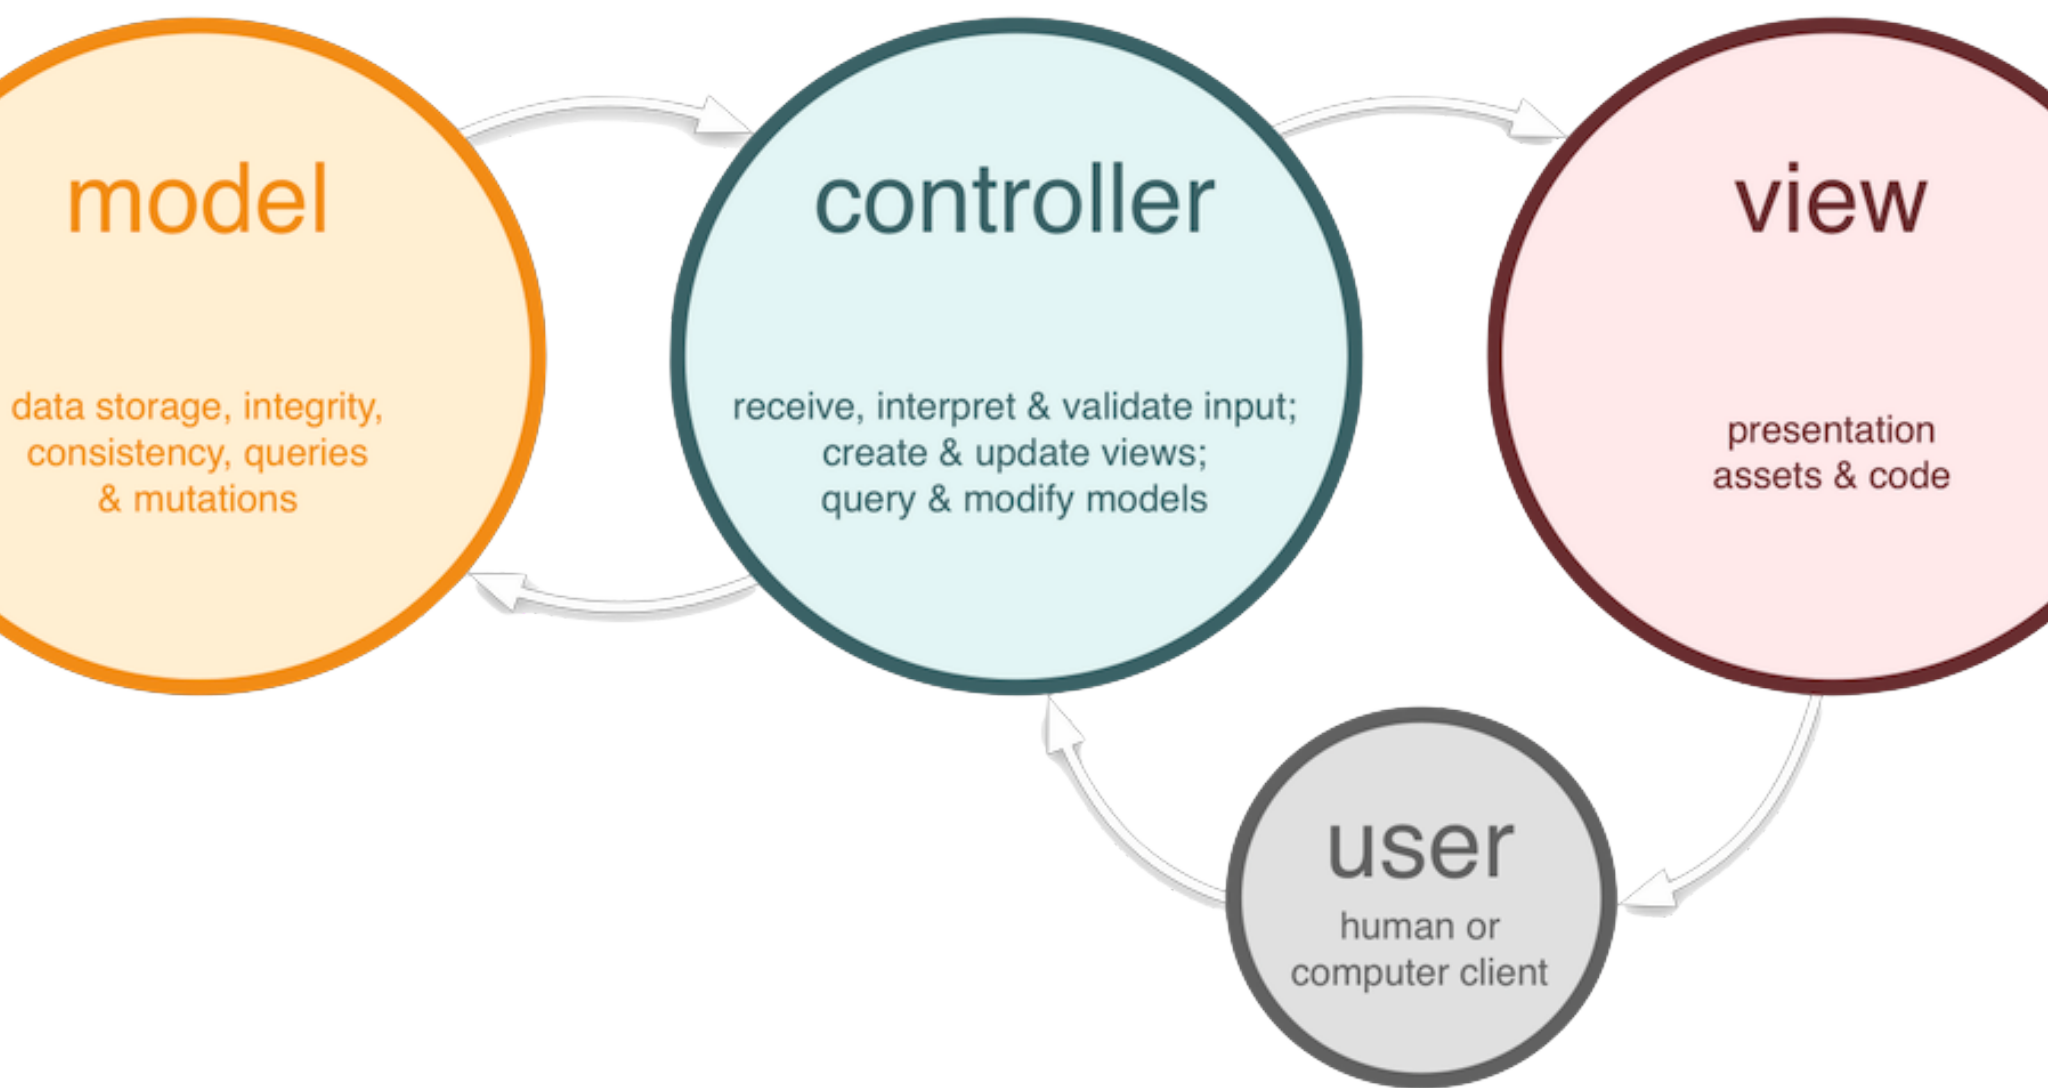 model
data storage, integrity,
consistency, queries
& mutations
controller
receive, interpret & validate input;
create & update views;
query & modify models
view
presentation
assets & code
user
human or
computer client